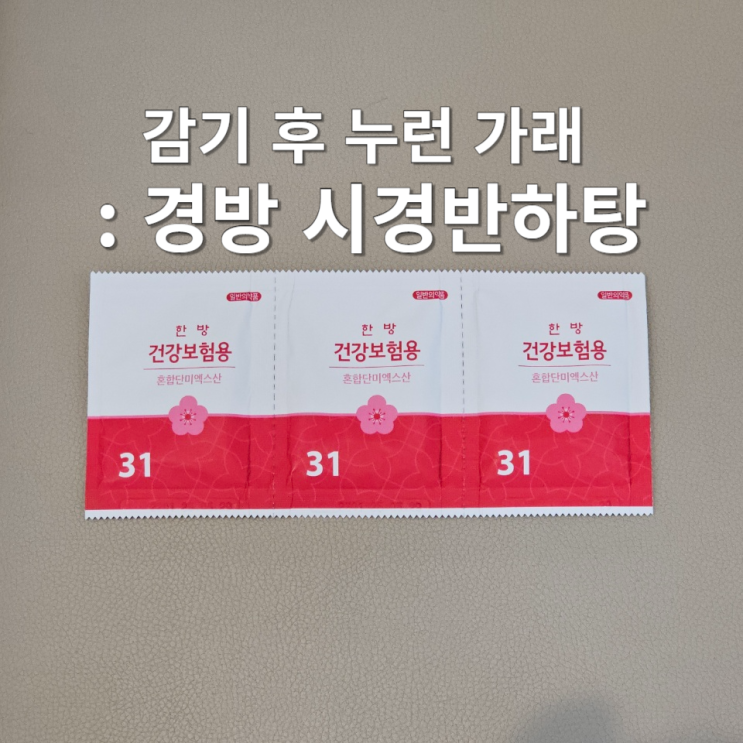 감기 후 누런 가래
: 경방 시경반하탕
일반의약품
한 방
건강보험용
혼합단미엑스산
31
일반의약품
한 방
건강보험용
혼합단미엑스산
31
일반의약품
한 방
건강보험용
혼합단미엑스산
31